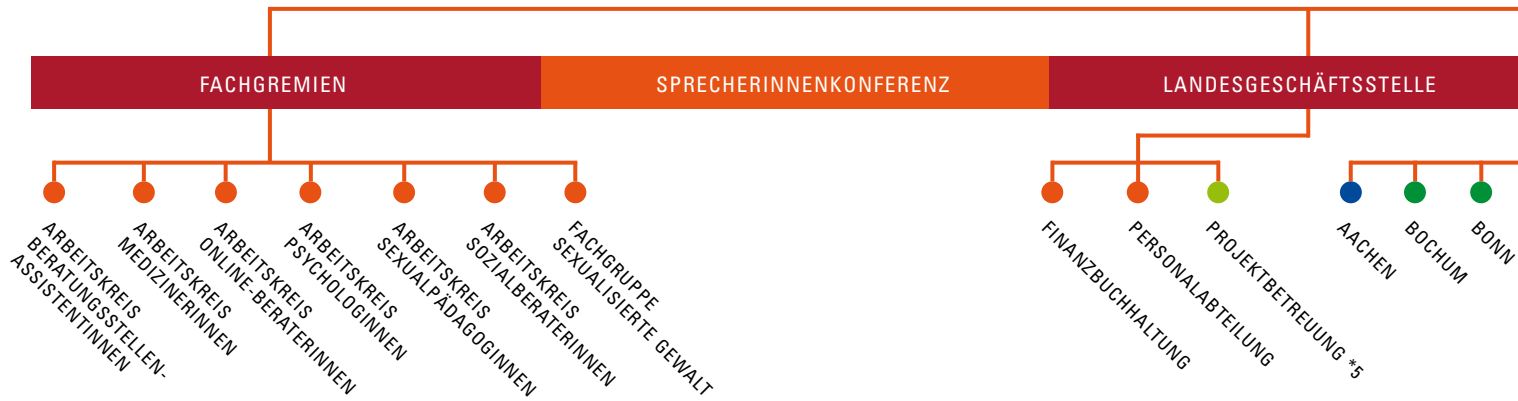 FACHGREMIEN
SPRECHERINNENKONFERENZ
LANDESGESCHÄFTSSTELLE
ARBEITSKREIS
BERATUNGSSTELLEN-
ASSISTENTINNEN
ARBEITSKREIS
MEDIZINERINNEN
ARBEITSKREIS
ONLINE-BERATERINNEN
ARBEITSKREIS
PSYCHOLOGINNEN
ARBEITSKREIS
SEXUALPÄDAGOGINNEN
ARBEITSKREIS
SOZIALBERATERINNEN
FACHGRUPPE
SEXUALISIERTE GEWALT
FINANZBUCHHALTUNG
PERSONALABTEILUNG
PROJEKTBETREUUNG *5
AACHEN
BOCHUM
BONN